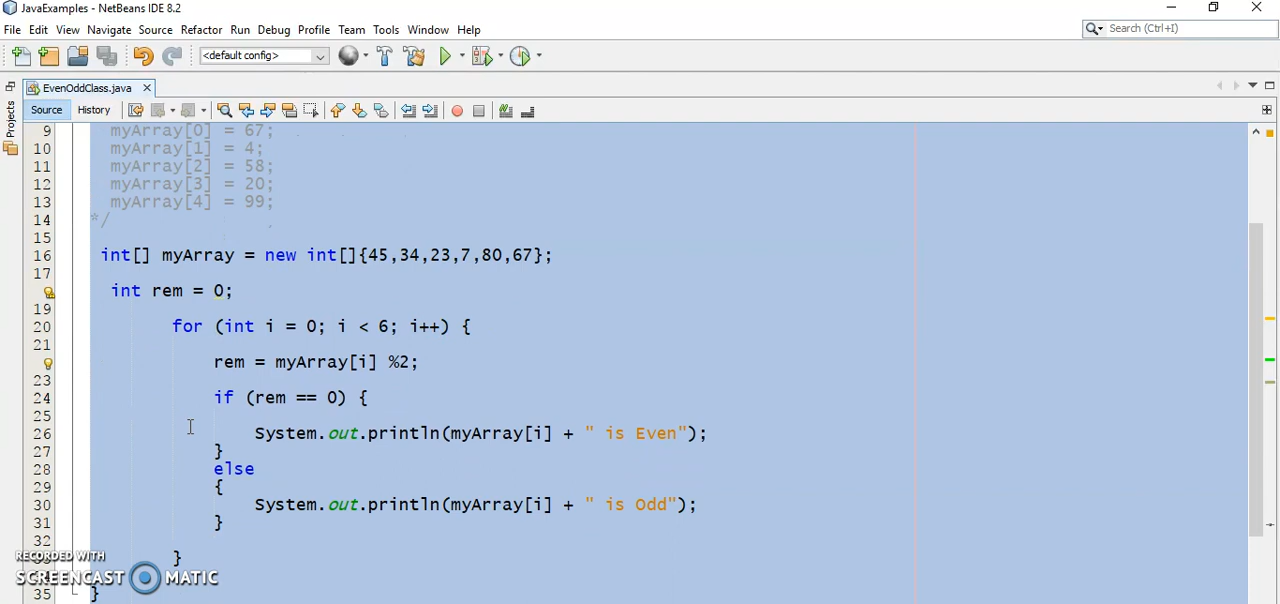 JavaExamples - NetBeans IDE 8.2
File Edit View Navigate Source Refactor Run Debug Profile Team Tools Window Help
Search (Ctrl+I)
<default config>
EvenOddClass.java
Source History
Projects
9 myArray[0] = 67;
10 myArray[1] = 4;
11 myArray[2] = 58;
12 myArray[3] = 20;
13 myArray[4] = 99;
14 */
15
16 int[] myArray = new int[]{45,34,23,7,80,67};
17
int rem = 0;
19
20 for (int i = 0; i < 6; i++) {
21
rem = myArray[i] %2;
23
24 if (rem == 0) {
25
26 System.out.println(myArray[i] + " is Even");
27 }
28 else
29 {
30 System.out.println(myArray[i] + " is Odd");
31 }
32
}
35 }
RECORDED WITH
SCREENCAST MATIC